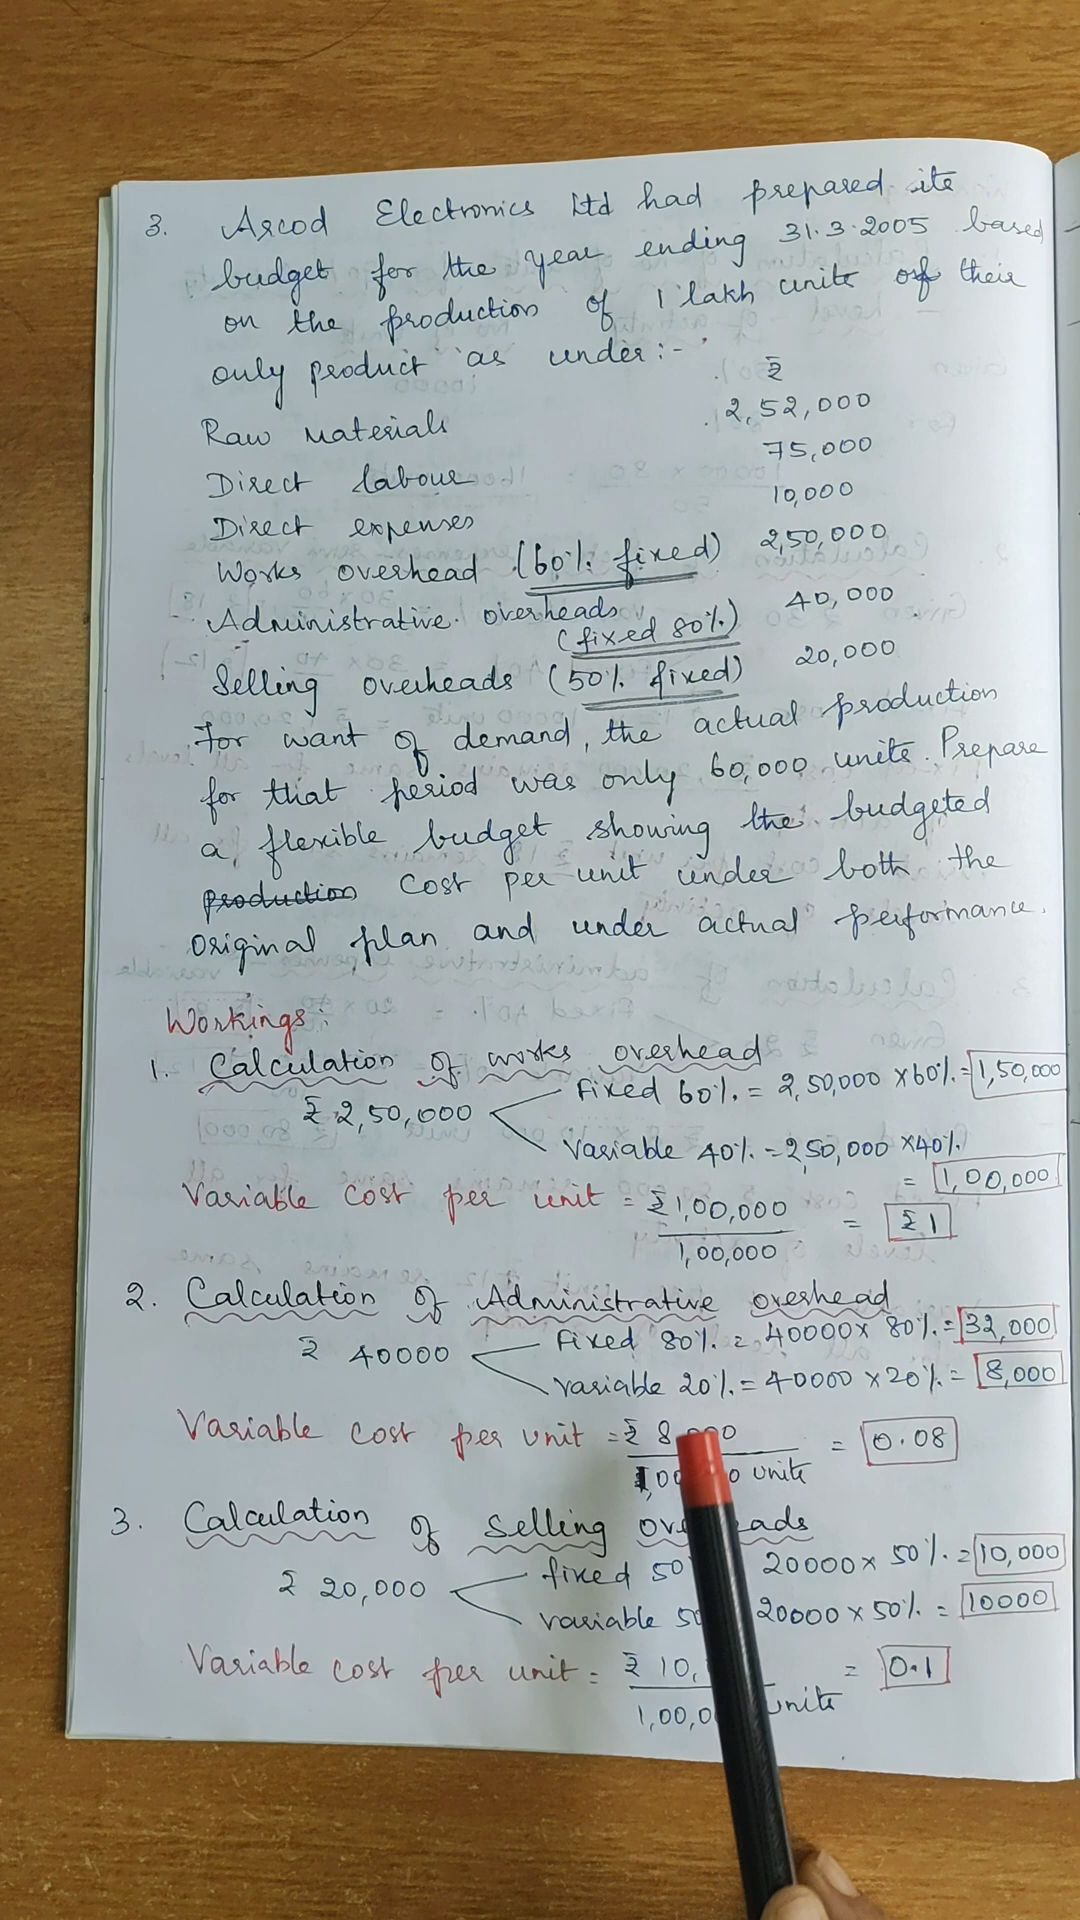 3. Arcod Electronics Ltd had prepared its
budget for the year ending 31.3.2005 based
on the production of 1 lakh units of their
only product as under:-
₹
Raw Materials 2,52,000
Direct labour 75,000
Direct expenses 10,000
Works overhead (60% fixed) 2,50,000
Administrative overheads 40,000
(fixed 80%)
Selling overheads (50% fixed) 20,000
For want of demand, the actual production
for that period was only 60,000 units. Prepare
a flexible budget showing the budgeted
production cost per unit under both the
original plan and under actual performance.
Workings:
1. Calculation of works overhead
₹ 2,50,000
Fixed 60% = 2,50,000 x 60% = 1,50,000
Variable 40% = 2,50,000 x 40%
= 1,00,000
Variable cost per unit = ₹ 1,00,000 = ₹ 1
1,00,000
2. Calculation of Administrative overhead
₹ 40000
Fixed 80% = 40000 x 80% = 32,000
Variable 20% = 40000 x 20% = 8,000
Variable cost per unit = ₹ = 0.08
units
3. Calculation of Selling
₹ 20,000
fixed 20000 x 50% = 10,000
variable 20000 x 50% = 10000
Variable cost per unit = ₹ = 0.1